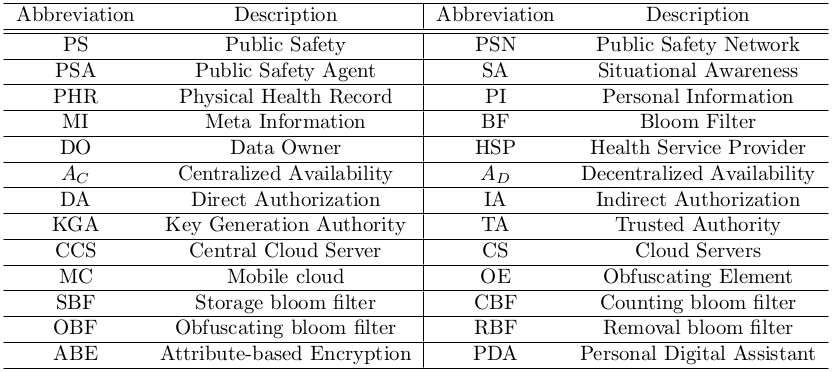 Abbreviation Description Abbreviation Description
PS Public Safety PSN Public Safety Network
PSA Public Safety Agent SA Situational Awareness
PHR Physical Health Record PI Personal Information
MI Meta Information BF Bloom Filter
DO Data Owner HSP Health Service Provider
A_C Centralized Availability A_D Decentralized Availability
DA Direct Authorization IA Indirect Authorization
KGA Key Generation Authority TA Trusted Authority
CCS Central Cloud Server CS Cloud Servers
MC Mobile cloud OE Obfuscating Element
SBF Storage bloom filter CBF Counting bloom filter
OBF Obfuscating bloom filter RBF Removal bloom filter
ABE Attribute-based Encryption PDA Personal Digital Assistant